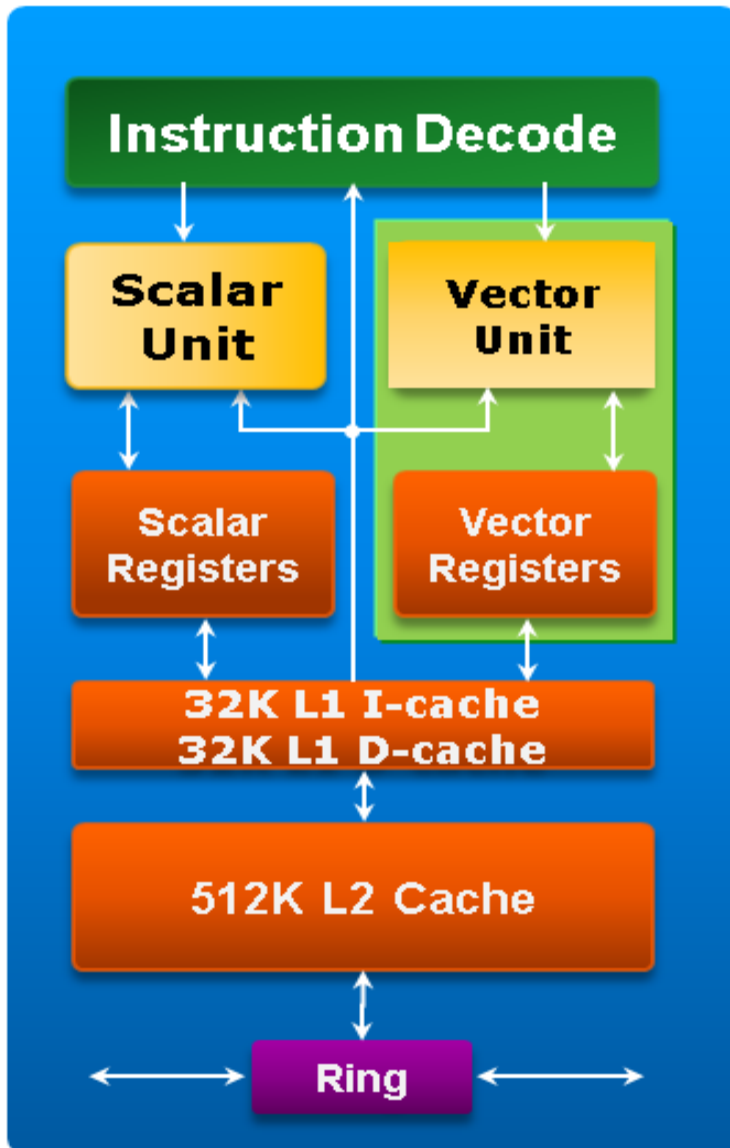 Instruction Decode
Scalar
Unit
Vector
Unit
Scalar
Registers
Vector
Registers
32K L1 I-cache
32K L1 D-cache
512K L2 Cache
Ring